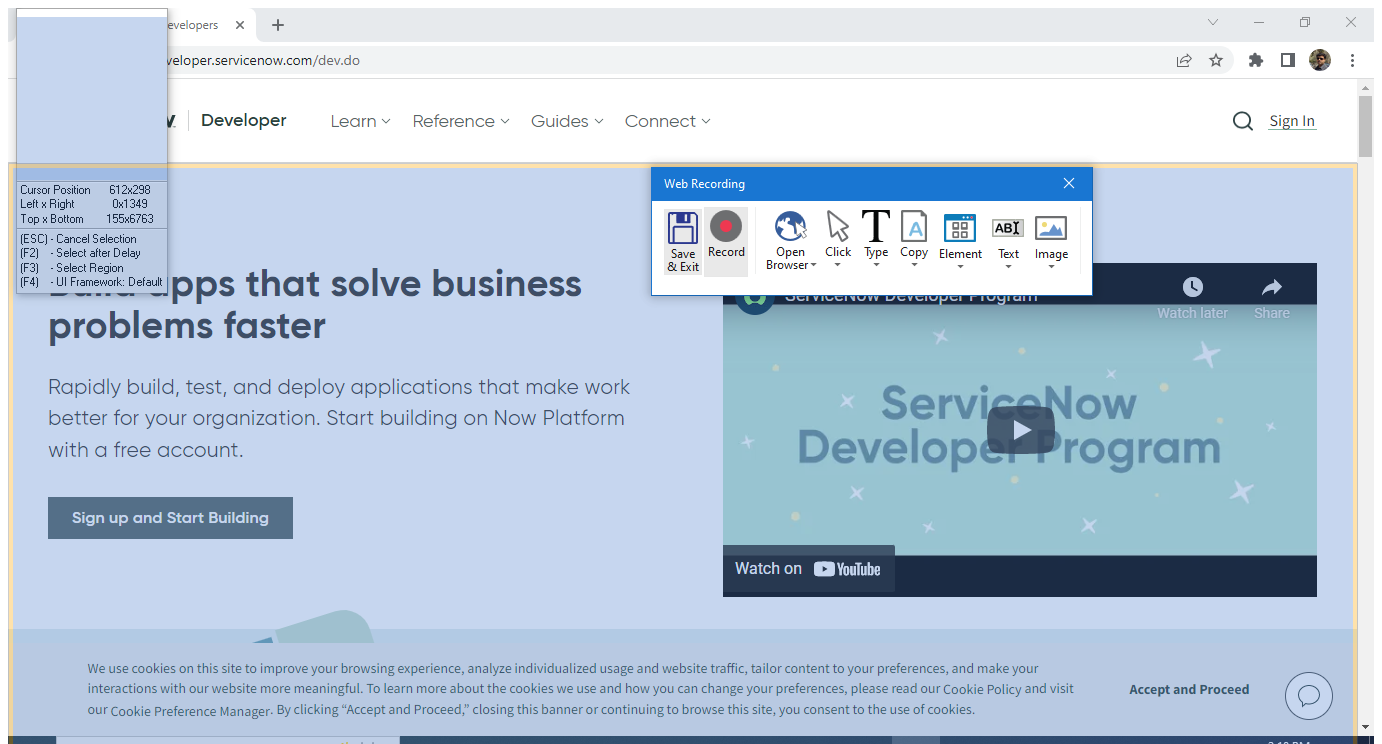 evelopers
veloper.servicenow.com/dev.do
Developer
Learn
Reference
Guides
Connect
Sign In
Cursor Position 612x298
Left x Right 0x1349
Top x Bottom 155x6763
(ESC) - Cancel Selection
(F2) - Select after Delay
(F3) - Select Region
(F4) - UI Framework: Default
Web Recording
Save & Exit
Record
Open Browser
Click
Type
Copy
Element
Text
Image
Build apps that solve business
problems faster
Rapidly build, test, and deploy applications that make work
better for your organization. Start building on Now Platform
with a free account.
Sign up and Start Building
ServiceNow Developer Program
Watch later
Share
ServiceNow
Developer Program
Watch on YouTube
We use cookies on this site to improve your browsing experience, analyze individualized usage and website traffic, tailor content to your preferences, and make your
interactions with our website more meaningful. To learn more about the cookies we use and how you can change your preferences, please read our Cookie Policy and visit
our Cookie Preference Manager. By clicking “Accept and Proceed,” closing this banner or continuing to browse this site, you consent to the use of cookies.
Accept and Proceed